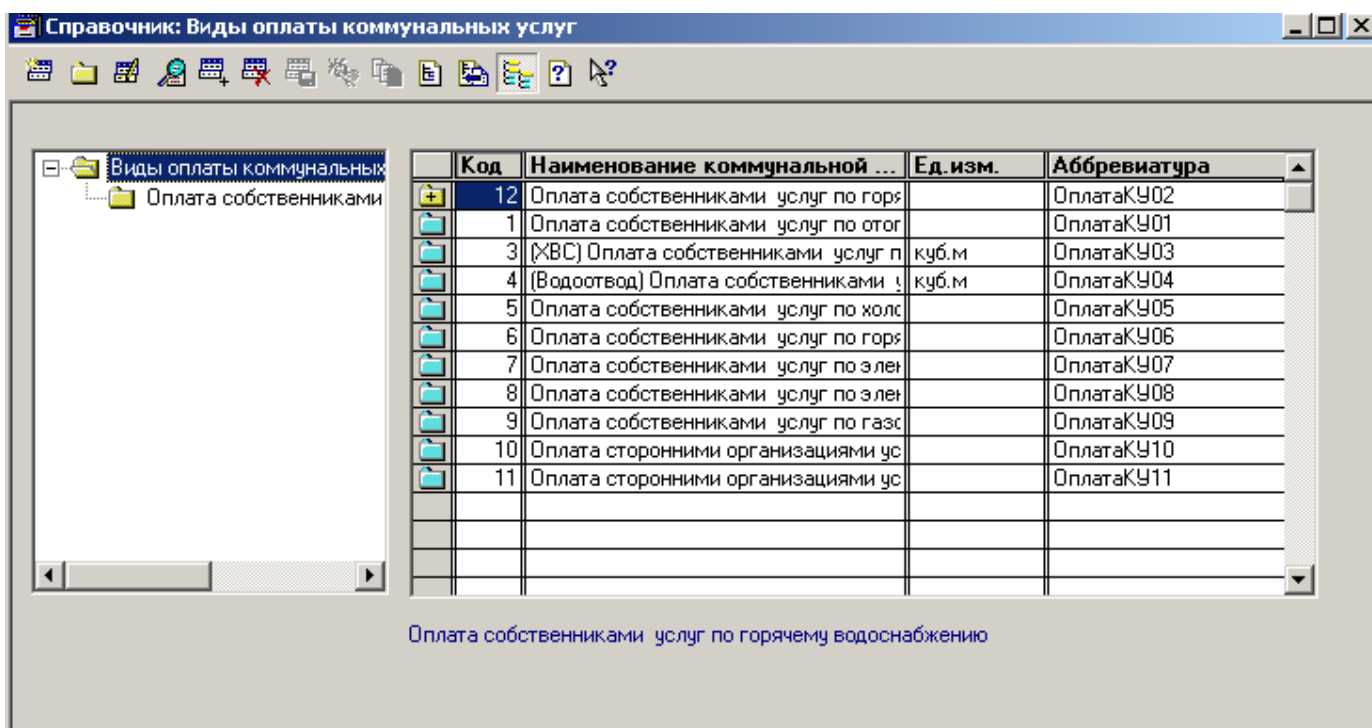 Справочник: Виды оплаты коммунальных услуг
Виды оплаты коммунальных
Оплата собственниками
Код Наименование коммунальной ... Ед.изм. Аббревиатура
12 Оплата собственниками услуг по горя ОплатаКУ02
1 Оплата собственниками услуг по отог ОплатаКУ01
3 (ХВС) Оплата собственниками услуг п куб.м ОплатаКУ03
4 (Водоотвод) Оплата собственниками у куб.м ОплатаКУ04
5 Оплата собственниками услуг по холо ОплатаКУ05
6 Оплата собственниками услуг по горя ОплатаКУ06
7 Оплата собственниками услуг по элек ОплатаКУ07
8 Оплата собственниками услуг по элек ОплатаКУ08
9 Оплата собственниками услуг по газо ОплатаКУ09
10 Оплата сторонними организациями ус ОплатаКУ10
11 Оплата сторонними организациями ус ОплатаКУ11
Оплата собственниками услуг по горячему водоснабжению